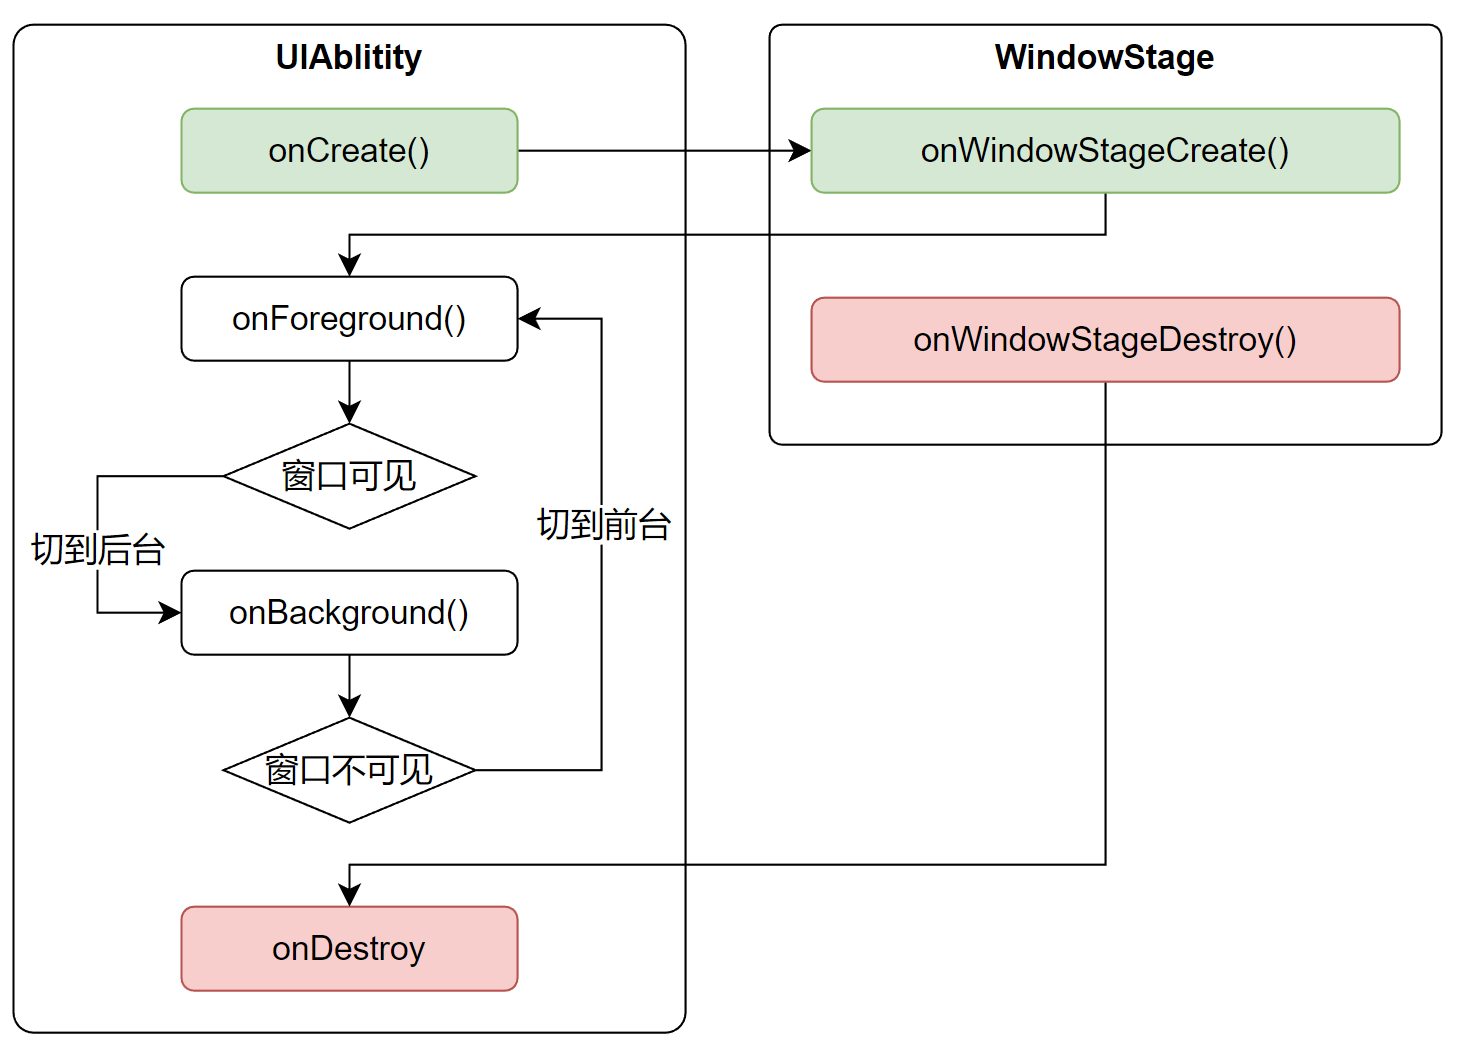 UIAblitity
WindowStage
onCreate()
onWindowStageCreate()
onForeground()
onWindowStageDestroy()
窗口可见
切到前台
切到后台
onBackground()
窗口不可见
onDestroy